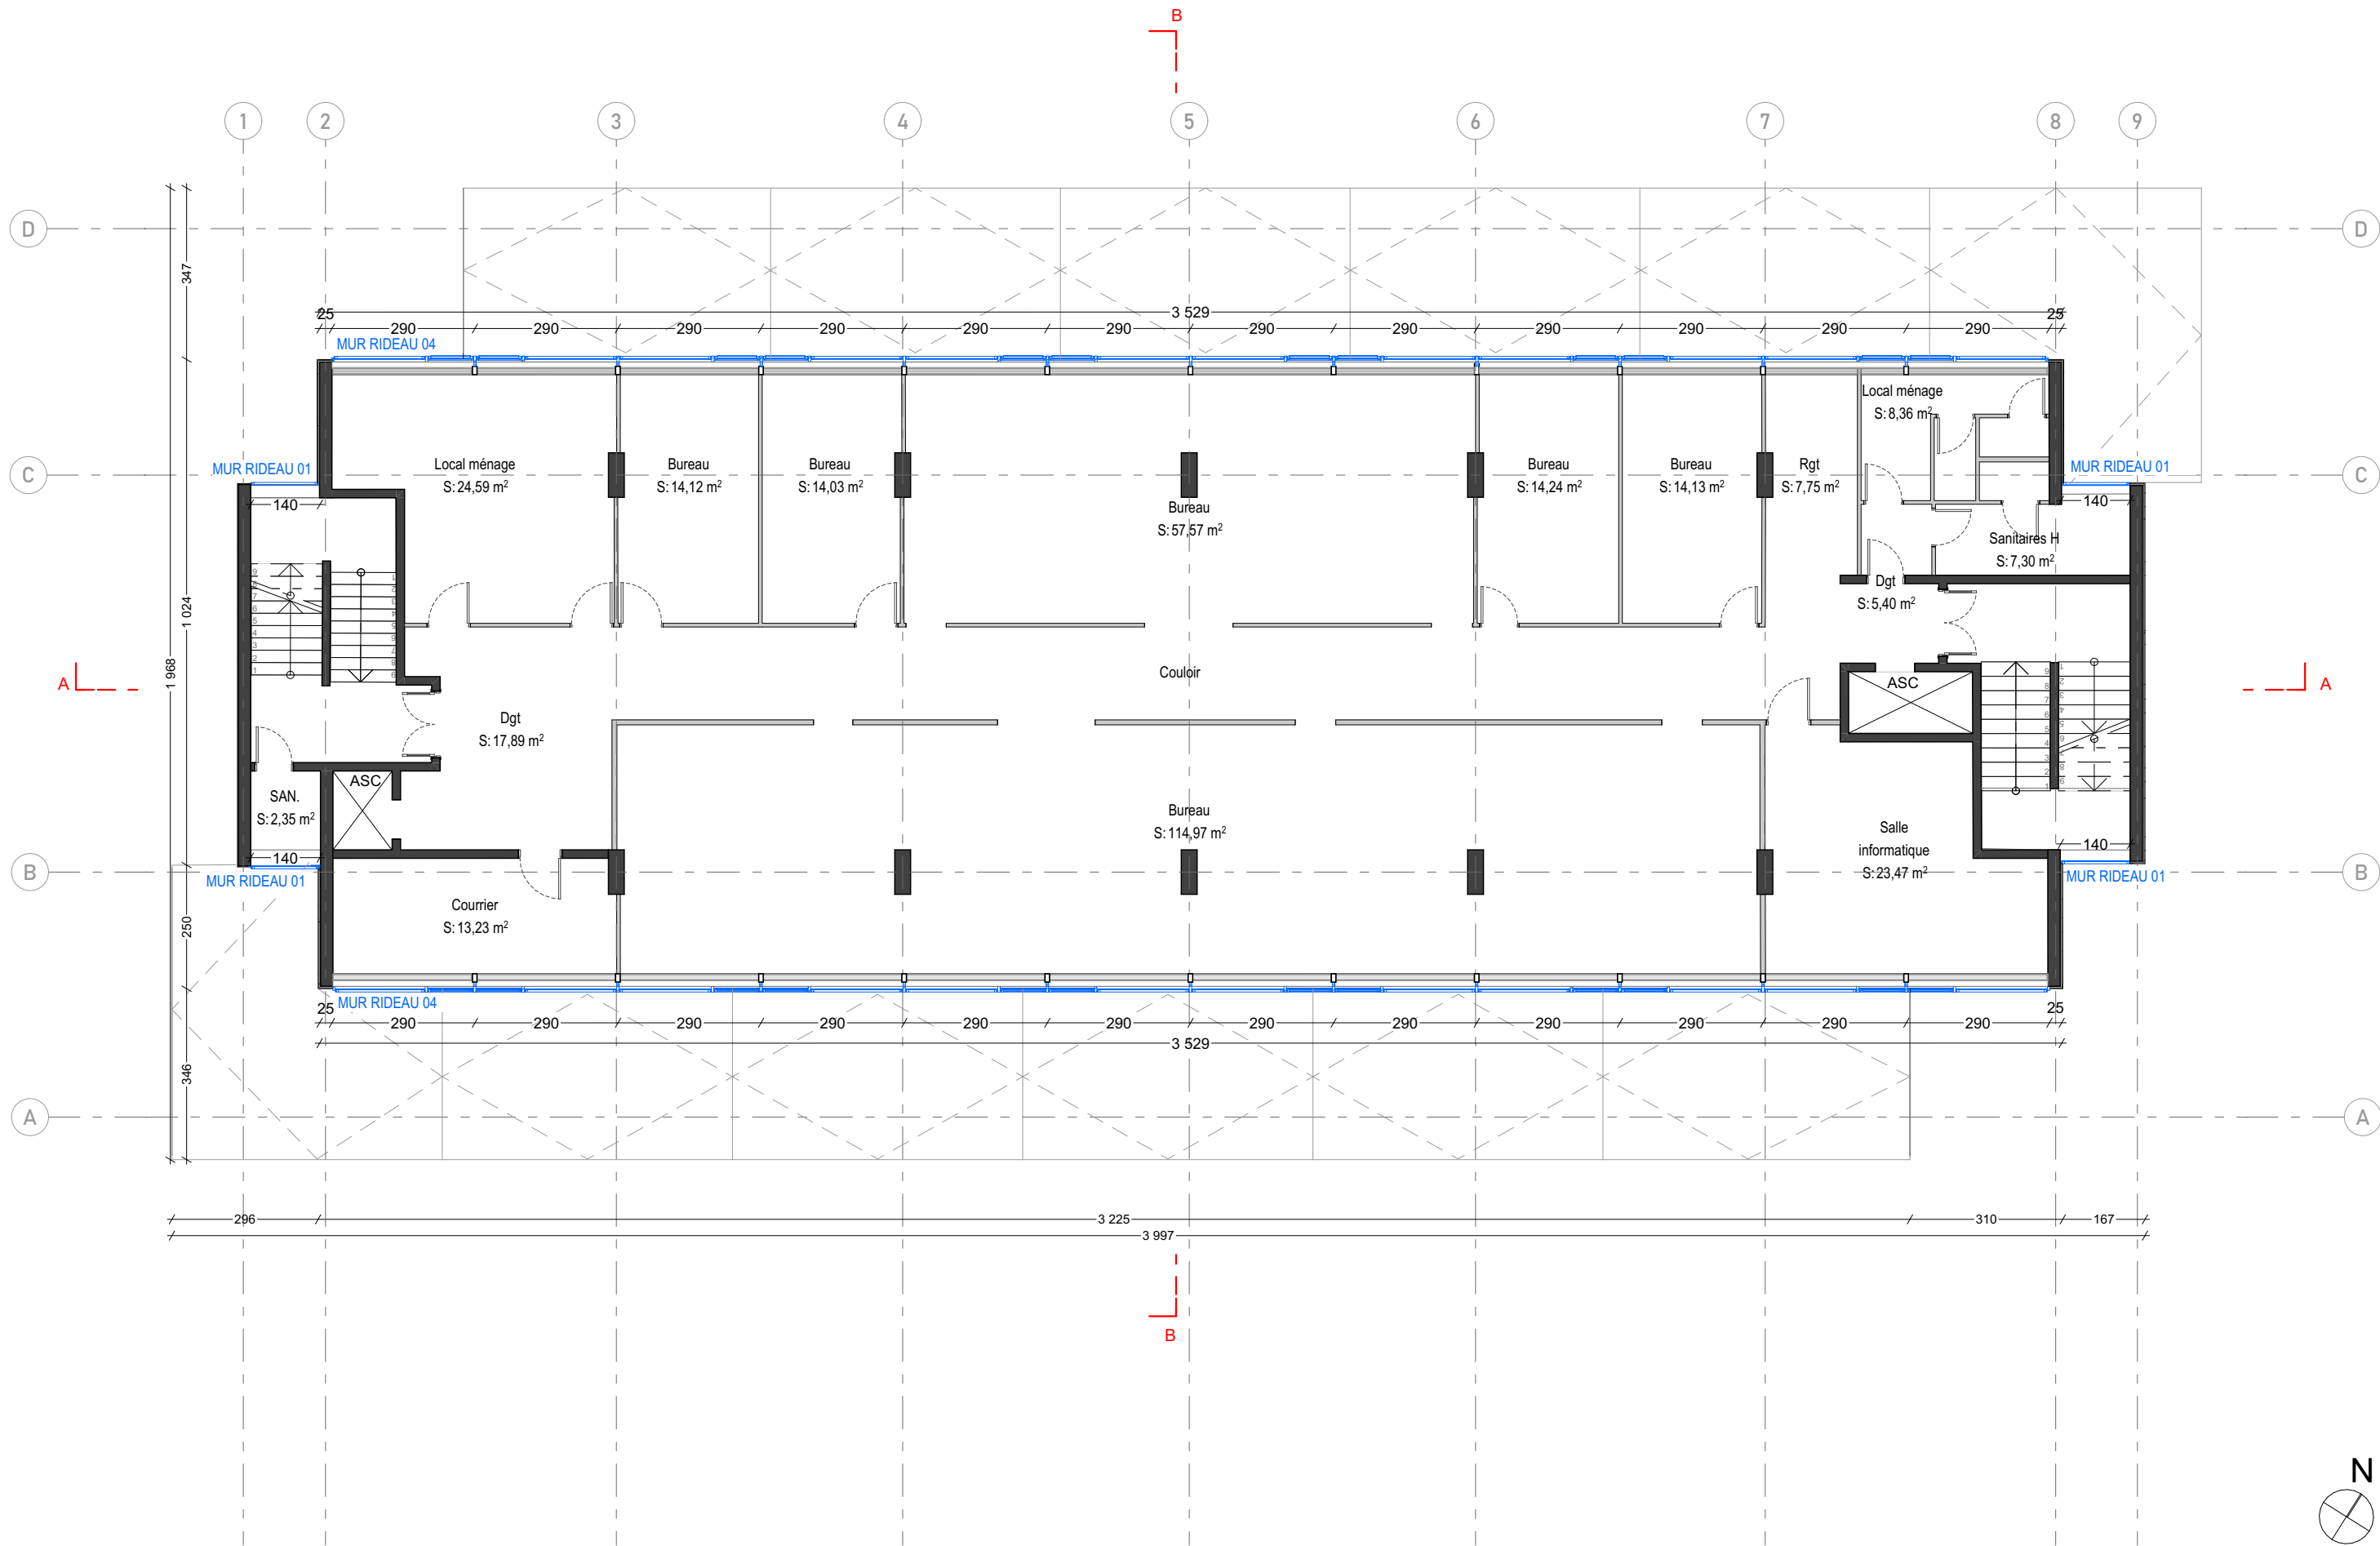 B
1 2 3 4 5 6 7 8 9
D D
347
3 529
25 290 290 290 290 290 290 290 290 290 290 290 290 25
MUR RIDEAU 04
Local ménage
S: 8,36 m²
MUR RIDEAU 01
MUR RIDEAU 01
C C
Local ménage
S: 24,59 m²
Bureau
S: 14,12 m²
Bureau
S: 14,03 m²
Bureau
S: 57,57 m²
Bureau
S: 14,24 m²
Bureau
S: 14,13 m²
Rgt
S: 7,75 m²
140
140
Sanitaires H
S: 7,30 m²
Dgt
S: 5,40 m²
1 024
1 968
Couloir
A A
ASC
Dgt
S: 17,89 m²
ASC
SAN.
S: 2,35 m²
Bureau
S: 114,97 m²
Salle
informatique
S: 23,47 m²
140
140
B B
MUR RIDEAU 01
MUR RIDEAU 01
Courrier
S: 13,23 m²
250
MUR RIDEAU 04
25 290 290 290 290 290 290 290 290 290 290 290 290 25
3 529
346
A A
296 3 225 310 167
3 997
B
N